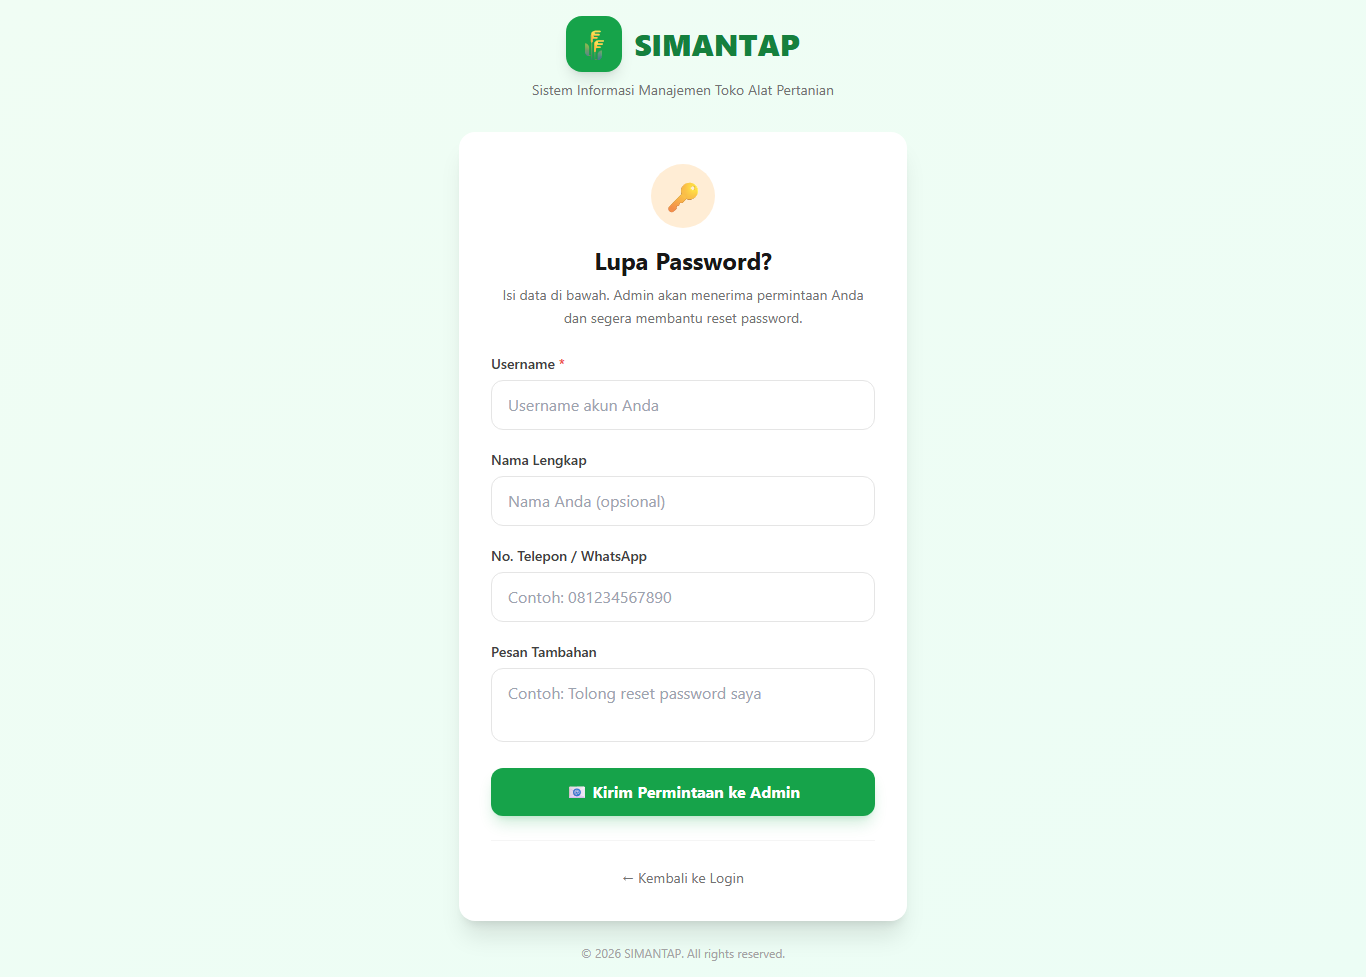 SIMANTAP
Sistem Informasi Manajemen Toko Alat Pertanian
Lupa Password?
Isi data di bawah. Admin akan menerima permintaan Anda
dan segera membantu reset password.
Username *
Username akun Anda
Nama Lengkap
Nama Anda (opsional)
No. Telepon / WhatsApp
Contoh: 081234567890
Pesan Tambahan
Contoh: Tolong reset password saya
Kirim Permintaan ke Admin
← Kembali ke Login
© 2026 SIMANTAP. All rights reserved.